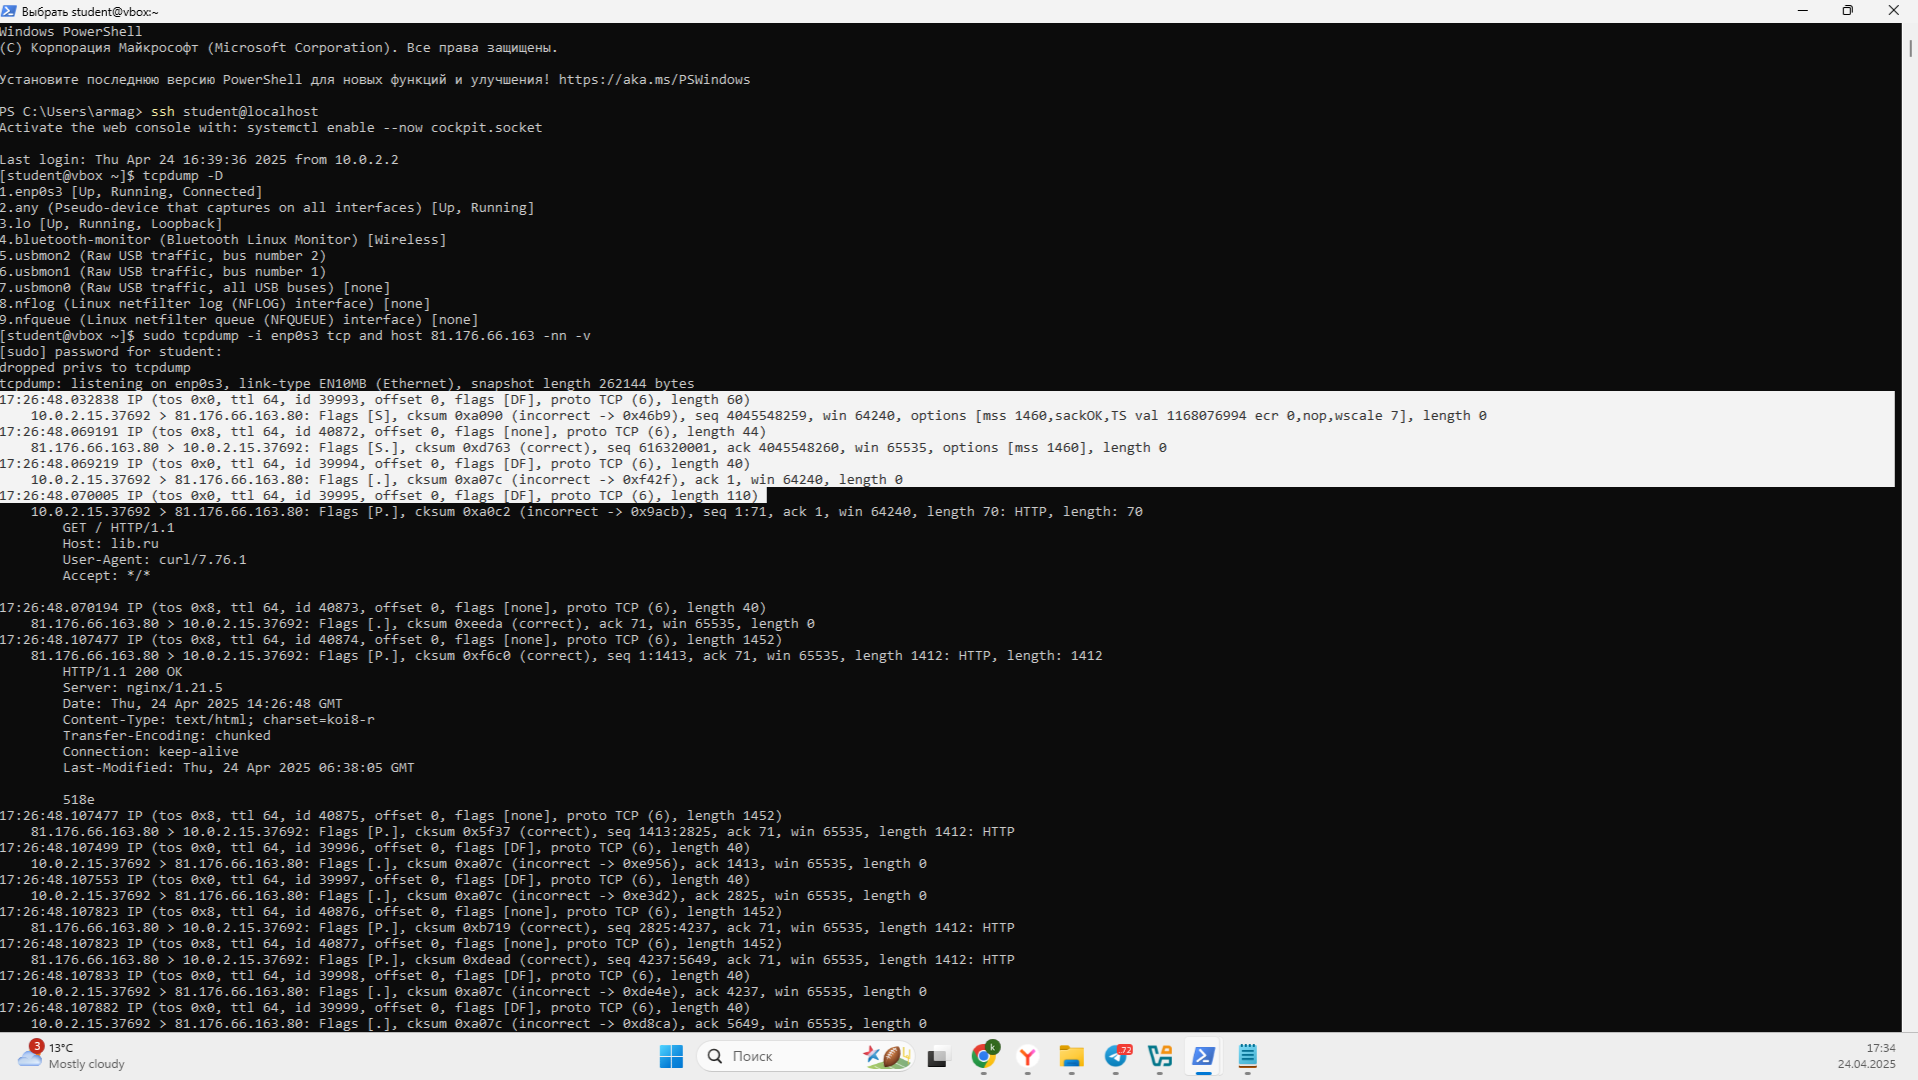 Выбрать student@vbox:~
Windows PowerShell
(C) Корпорация Майкрософт (Microsoft Corporation). Все права защищены.
Установите последнюю версию PowerShell для новых функций и улучшения! https://aka.ms/PSWindows
PS C:\Users\armag> ssh student@localhost
Activate the web console with: systemctl enable --now cockpit.socket
Last login: Thu Apr 24 16:39:36 2025 from 10.0.2.2
[student@vbox ~]$ tcpdump -D
1.enp0s3 [Up, Running, Connected]
2.any (Pseudo-device that captures on all interfaces) [Up, Running]
3.lo [Up, Running, Loopback]
4.bluetooth-monitor (Bluetooth Linux Monitor) [Wireless]
5.usbmon2 (Raw USB traffic, bus number 2)
6.usbmon1 (Raw USB traffic, bus number 1)
7.usbmon0 (Raw USB traffic, all USB buses) [none]
8.nflog (Linux netfilter log (NFLOG) interface) [none]
9.nfqueue (Linux netfilter queue (NFQUEUE) interface) [none]
[student@vbox ~]$ sudo tcpdump -i enp0s3 tcp and host 81.176.66.163 -nn -v
[sudo] password for student:
dropped privs to tcpdump
tcpdump: listening on enp0s3, link-type EN10MB (Ethernet), snapshot length 262144 bytes
17:26:48.032838 IP (tos 0x0, ttl 64, id 39993, offset 0, flags [DF], proto TCP (6), length 60)
10.0.2.15.37692 > 81.176.66.163.80: Flags [S], cksum 0xa090 (incorrect -> 0x46b9), seq 4045548259, win 64240, options [mss 1460,sackOK,TS val 1168076994 ecr 0,nop,wscale 7], length 0
17:26:48.069191 IP (tos 0x8, ttl 64, id 40872, offset 0, flags [none], proto TCP (6), length 44)
81.176.66.163.80 > 10.0.2.15.37692: Flags [S.], cksum 0xd763 (correct), seq 616320001, ack 4045548260, win 65535, options [mss 1460], length 0
17:26:48.069219 IP (tos 0x0, ttl 64, id 39994, offset 0, flags [DF], proto TCP (6), length 40)
10.0.2.15.37692 > 81.176.66.163.80: Flags [.], cksum 0xa07c (incorrect -> 0xf42f), ack 1, win 64240, length 0
17:26:48.070005 IP (tos 0x0, ttl 64, id 39995, offset 0, flags [DF], proto TCP (6), length 110)
10.0.2.15.37692 > 81.176.66.163.80: Flags [P.], cksum 0xa0c2 (incorrect -> 0x9acb), seq 1:71, ack 1, win 64240, length 70: HTTP, length: 70
GET / HTTP/1.1
Host: lib.ru
User-Agent: curl/7.76.1
Accept: */*
17:26:48.070194 IP (tos 0x8, ttl 64, id 40873, offset 0, flags [none], proto TCP (6), length 40)
81.176.66.163.80 > 10.0.2.15.37692: Flags [.], cksum 0xeeda (correct), ack 71, win 65535, length 0
17:26:48.107477 IP (tos 0x8, ttl 64, id 40874, offset 0, flags [none], proto TCP (6), length 1452)
81.176.66.163.80 > 10.0.2.15.37692: Flags [P.], cksum 0xf6c0 (correct), seq 1:1413, ack 71, win 65535, length 1412: HTTP, length: 1412
HTTP/1.1 200 OK
Server: nginx/1.21.5
Date: Thu, 24 Apr 2025 14:26:48 GMT
Content-Type: text/html; charset=koi8-r
Transfer-Encoding: chunked
Connection: keep-alive
Last-Modified: Thu, 24 Apr 2025 06:38:05 GMT
518e
17:26:48.107477 IP (tos 0x8, ttl 64, id 40875, offset 0, flags [none], proto TCP (6), length 1452)
81.176.66.163.80 > 10.0.2.15.37692: Flags [P.], cksum 0x5f37 (correct), seq 1413:2825, ack 71, win 65535, length 1412: HTTP
17:26:48.107499 IP (tos 0x0, ttl 64, id 39996, offset 0, flags [DF], proto TCP (6), length 40)
10.0.2.15.37692 > 81.176.66.163.80: Flags [.], cksum 0xa07c (incorrect -> 0xe956), ack 1413, win 65535, length 0
17:26:48.107553 IP (tos 0x0, ttl 64, id 39997, offset 0, flags [DF], proto TCP (6), length 40)
10.0.2.15.37692 > 81.176.66.163.80: Flags [.], cksum 0xa07c (incorrect -> 0xe3d2), ack 2825, win 65535, length 0
17:26:48.107823 IP (tos 0x8, ttl 64, id 40876, offset 0, flags [none], proto TCP (6), length 1452)
81.176.66.163.80 > 10.0.2.15.37692: Flags [P.], cksum 0xb719 (correct), seq 2825:4237, ack 71, win 65535, length 1412: HTTP
17:26:48.107823 IP (tos 0x8, ttl 64, id 40877, offset 0, flags [none], proto TCP (6), length 1452)
81.176.66.163.80 > 10.0.2.15.37692: Flags [P.], cksum 0xdead (correct), seq 4237:5649, ack 71, win 65535, length 1412: HTTP
17:26:48.107833 IP (tos 0x0, ttl 64, id 39998, offset 0, flags [DF], proto TCP (6), length 40)
10.0.2.15.37692 > 81.176.66.163.80: Flags [.], cksum 0xa07c (incorrect -> 0xde4e), ack 4237, win 65535, length 0
17:26:48.107882 IP (tos 0x0, ttl 64, id 39999, offset 0, flags [DF], proto TCP (6), length 40)
10.0.2.15.37692 > 81.176.66.163.80: Flags [.], cksum 0xa07c (incorrect -> 0xd8ca), ack 5649, win 65535, length 0
3
13°C
Mostly cloudy
Поиск
k
72
17:34
24.04.2025